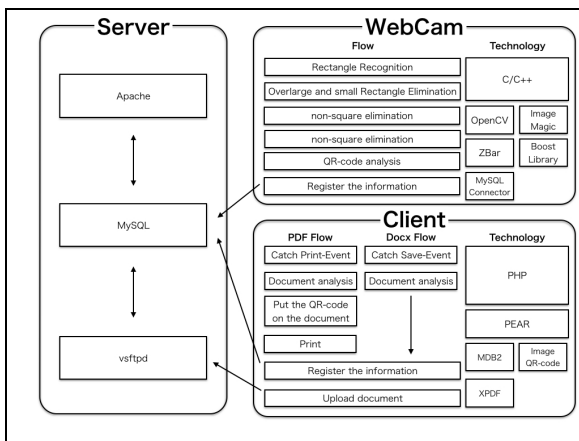 Server
Apache
MySQL
vsftpd
WebCam
Flow
Rectangle Recognition
Overlarge and small Rectangle Elimination
non-square elimination
non-square elimination
QR-code analysis
Register the information
Technology
C/C++
OpenCV
Image
Magic
ZBar
Boost
Library
MySQL
Connector
Client
PDF Flow
Catch Print-Event
Document analysis
Put the QR-code
on the document
Print
Docx Flow
Catch Save-Event
Document analysis
Register the information
Upload document
Technology
PHP
PEAR
MDB2
Image
QR-code
XPDF